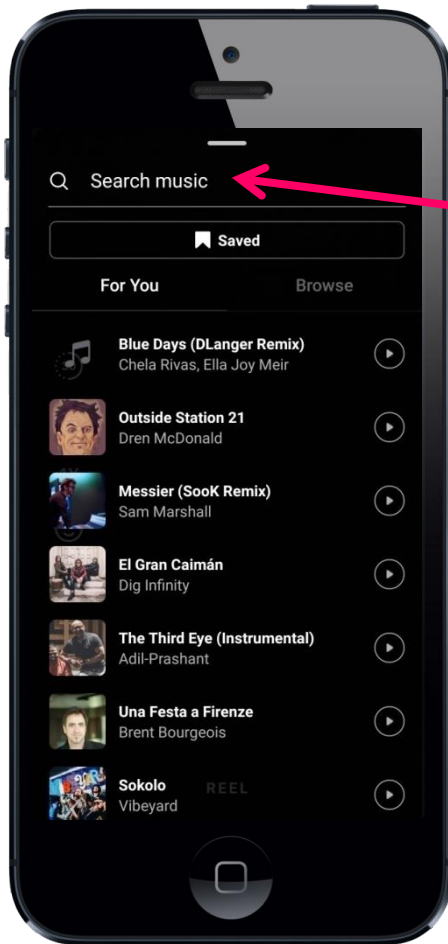 Search music
Saved
For You Browse
Blue Days (DLanger Remix)
Chela Rivas, Ella Joy Meir
Outside Station 21
Dren McDonald
Messier (SooK Remix)
Sam Marshall
El Gran Caimán
Dig Infinity
The Third Eye (Instrumental)
Adil-Prashant
Una Festa a Firenze
Brent Bourgeois
Sokolo
REEL
Vibeyard